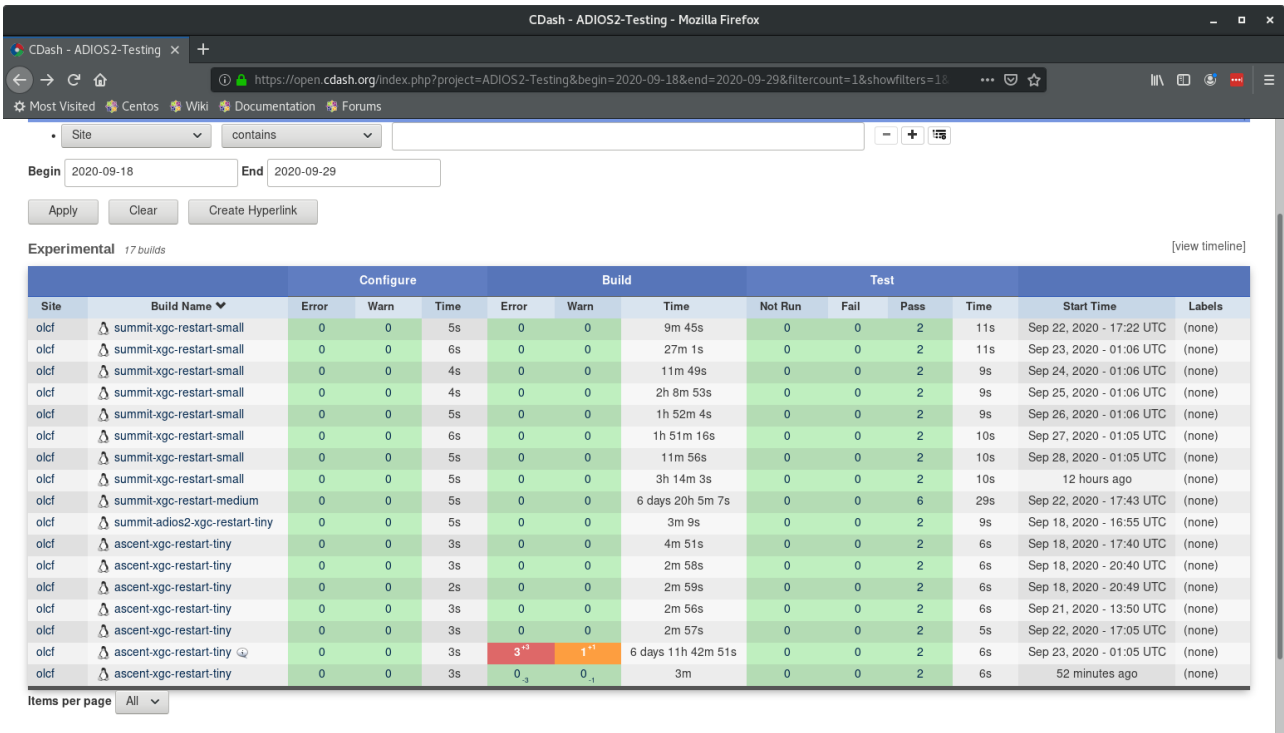 CDash - ADIOS2-Testing - Mozilla Firefox
CDash - ADIOS2-Testing × +
https://open.cdash.org/index.php?project=ADIOS2-Testing&begin=2020-09-18&end=2020-09-29&filtercount=1&showfilters=1&
Most Visited Centos Wiki Documentation Forums
Site contains
Begin 2020-09-18 End 2020-09-29
Apply Clear Create Hyperlink
Experimental 17 builds [view timeline]
Configure Build Test
Site Build Name Error Warn Time Error Warn Time Not Run Fail Pass Time Start Time Labels
olcf summit-xgc-restart-small 0 0 5s 0 0 9m 45s 0 0 2 11s Sep 22, 2020 - 17:22 UTC (none)
olcf summit-xgc-restart-small 0 0 6s 0 0 27m 1s 0 0 2 11s Sep 23, 2020 - 01:06 UTC (none)
olcf summit-xgc-restart-small 0 0 4s 0 0 11m 49s 0 0 2 9s Sep 24, 2020 - 01:06 UTC (none)
olcf summit-xgc-restart-small 0 0 4s 0 0 2h 8m 53s 0 0 2 9s Sep 25, 2020 - 01:06 UTC (none)
olcf summit-xgc-restart-small 0 0 5s 0 0 1h 52m 4s 0 0 2 9s Sep 26, 2020 - 01:06 UTC (none)
olcf summit-xgc-restart-small 0 0 6s 0 0 1h 51m 16s 0 0 2 10s Sep 27, 2020 - 01:05 UTC (none)
olcf summit-xgc-restart-small 0 0 5s 0 0 11m 56s 0 0 2 10s Sep 28, 2020 - 01:05 UTC (none)
olcf summit-xgc-restart-small 0 0 5s 0 0 3h 14m 3s 0 0 2 10s 12 hours ago (none)
olcf summit-xgc-restart-medium 0 0 5s 0 0 6 days 20h 5m 7s 0 0 6 29s Sep 22, 2020 - 17:43 UTC (none)
olcf summit-adios2-xgc-restart-tiny 0 0 5s 0 0 3m 9s 0 0 2 9s Sep 18, 2020 - 16:55 UTC (none)
olcf ascent-xgc-restart-tiny 0 0 3s 0 0 4m 51s 0 0 2 6s Sep 18, 2020 - 17:40 UTC (none)
olcf ascent-xgc-restart-tiny 0 0 3s 0 0 2m 58s 0 0 2 6s Sep 18, 2020 - 20:40 UTC (none)
olcf ascent-xgc-restart-tiny 0 0 2s 0 0 2m 59s 0 0 2 6s Sep 18, 2020 - 20:49 UTC (none)
olcf ascent-xgc-restart-tiny 0 0 3s 0 0 2m 56s 0 0 2 6s Sep 21, 2020 - 13:50 UTC (none)
olcf ascent-xgc-restart-tiny 0 0 3s 0 0 2m 57s 0 0 2 5s Sep 22, 2020 - 17:05 UTC (none)
olcf ascent-xgc-restart-tiny 0 0 3s 3 +3 1 +1 6 days 11h 42m 51s 0 0 2 6s Sep 23, 2020 - 01:05 UTC (none)
olcf ascent-xgc-restart-tiny 0 0 3s 0 -3 0 -1 3m 0 0 2 6s 52 minutes ago (none)
Items per page All